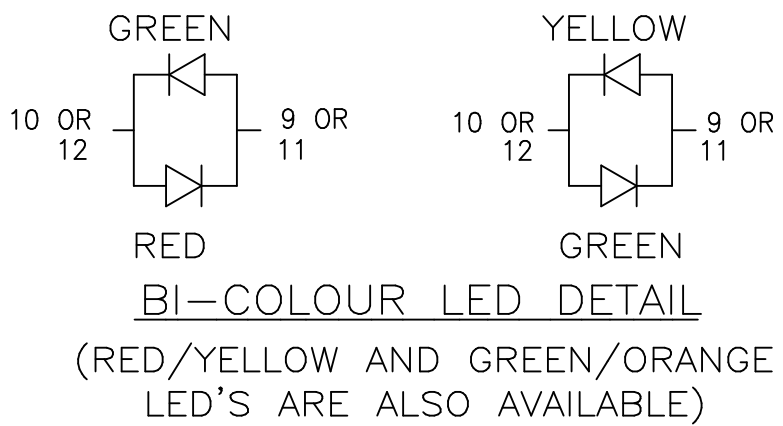 GREEN
YELLOW
10 OR
12
9 OR
11
10 OR
12
9 OR
11
RED
GREEN
BI-COLOUR LED DETAIL
(RED/YELLOW AND GREEN/ORANGE
LED'S ARE ALSO AVAILABLE)